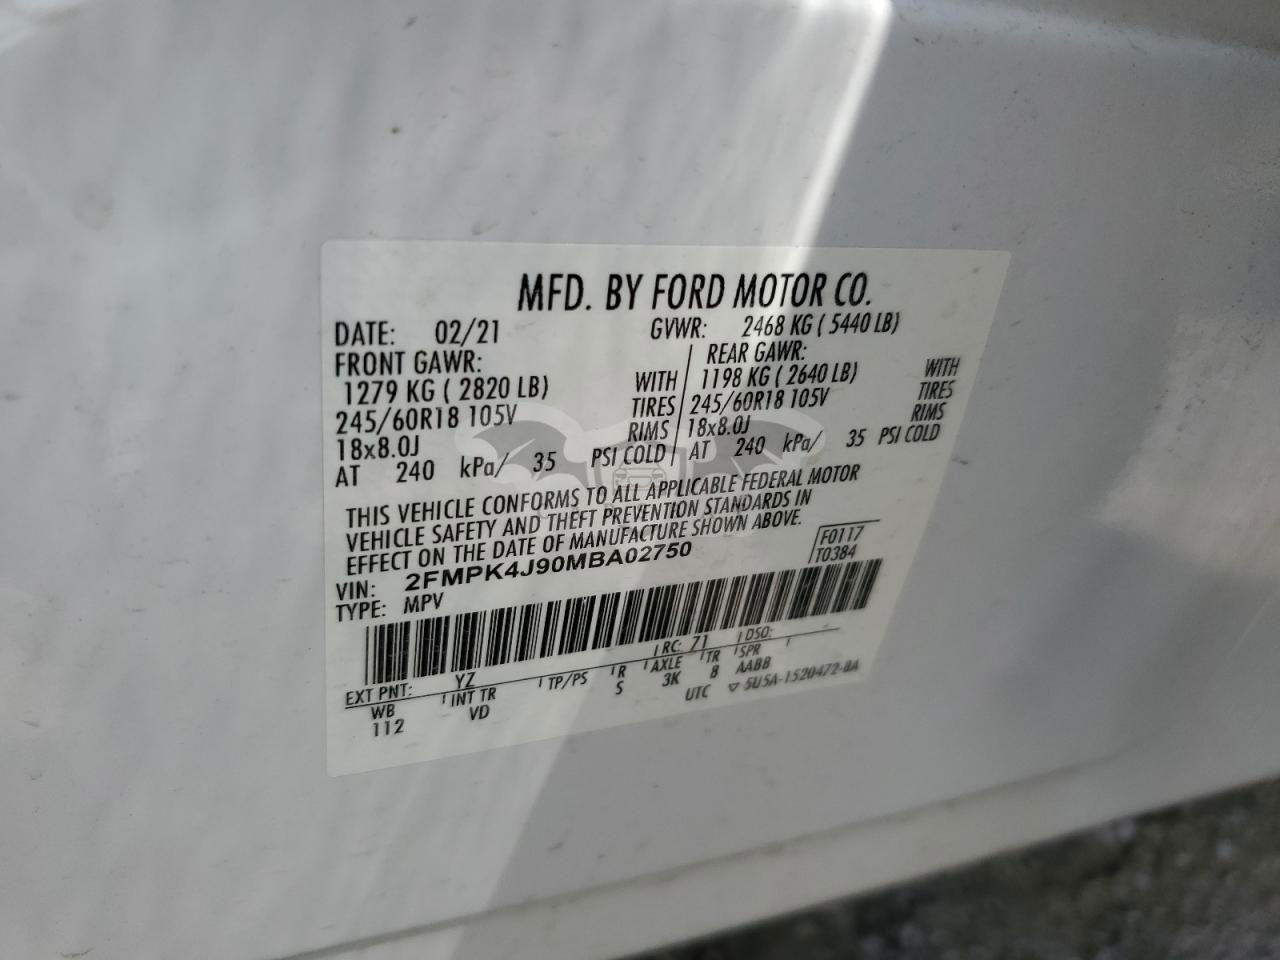 MFD. BY FORD MOTOR CO.
DATE: 02/21 GVWR: 2468 KG ( 5440 LB)
FRONT GAWR: REAR GAWR:
1279 KG ( 2820 LB) WITH 1198 KG ( 2640 LB) WITH
245/60R18 105V TIRES 245/60R18 105V TIRES
18x8.0J RIMS 18x8.0J RIMS
AT 240 kPa/ 35 PSI COLD AT 240 kPa/ 35 PSI COLD
THIS VEHICLE CONFORMS TO ALL APPLICABLE FEDERAL MOTOR
VEHICLE SAFETY AND THEFT PREVENTION STANDARDS IN
EFFECT ON THE DATE OF MANUFACTURE SHOWN ABOVE.
VIN: 2FMPK4J90MBA02750 F0117
TYPE: MPV T0384
EXT PNT: YZ RC: 71 DSO:
WB INT TR TP/PS R AXLE TR SPR
112 VD S 3K 8 AABB
UTC ▽ 5U5A-1520472-BA